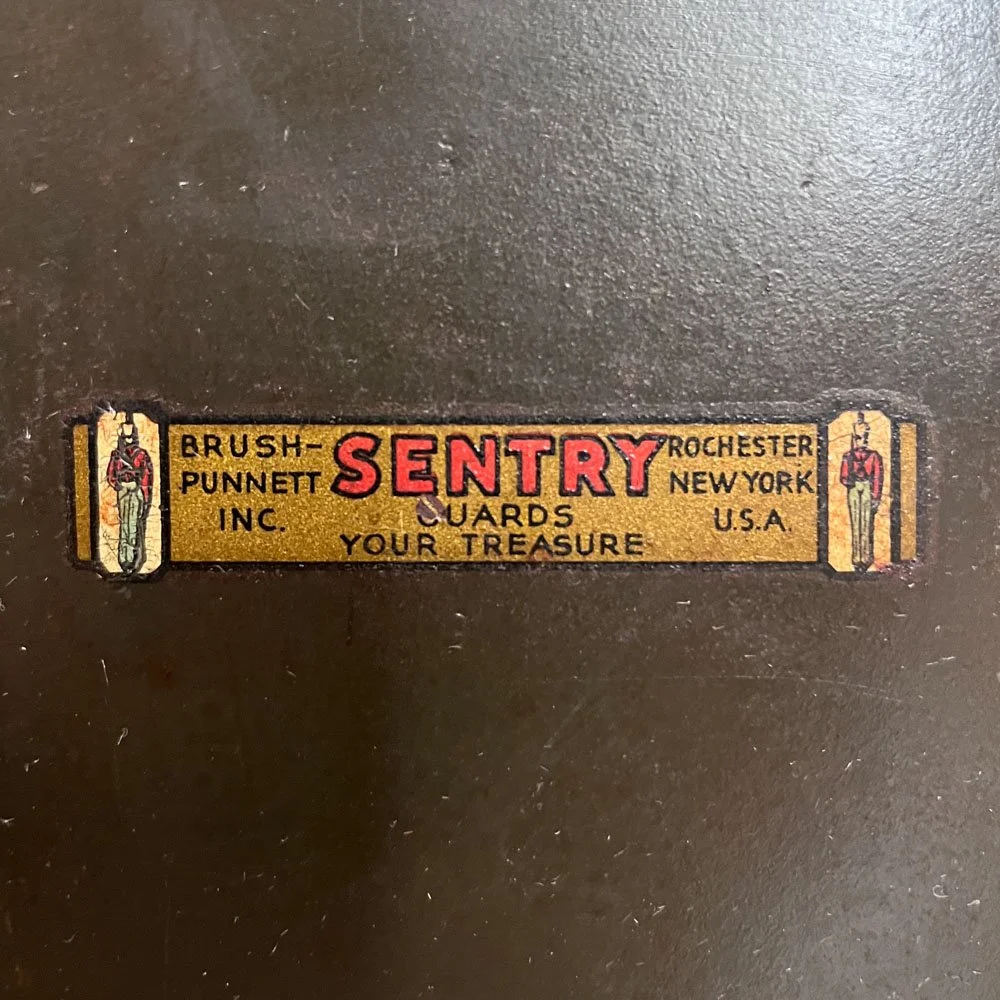 BRUSH-
PUNNETT
INC.
SENTRY
GUARDS
YOUR TREASURE
ROCHESTER
NEW YORK
U.S.A.